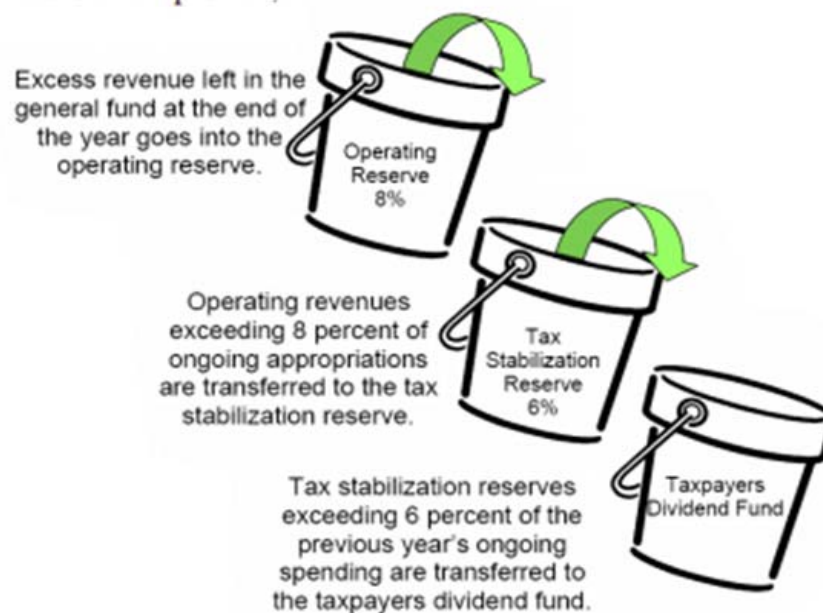 Excess revenue left in the
general fund at the end of
the year goes into the
operating reserve.
Operating
Reserve
8%
Operating revenues
exceeding 8 percent of
ongoing appropriations
are transferred to the tax
stabilization reserve.
Tax
Stabilization
Reserve
6%
Tax stabilization reserves
exceeding 6 percent of the
previous year's ongoing
spending are transferred to
the taxpayers dividend fund.
Taxpayers
Dividend Fund